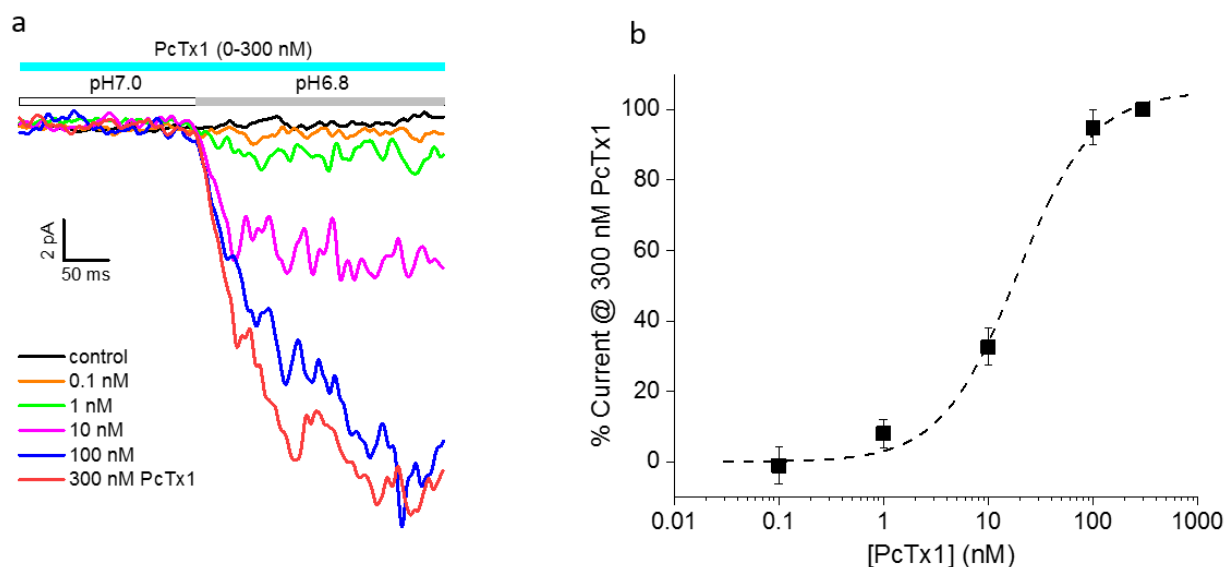 a
PcTx1 (0-300 nM)
pH7.0 pH6.8
2 pA
50 ms
control
0.1 nM
1 nM
10 nM
100 nM
300 nM PcTx1
b
% Current @ 300 nM PcTx1
100
80
60
40
20
0
0.01 0.1 1 10 100 1000
[PcTx1] (nM)